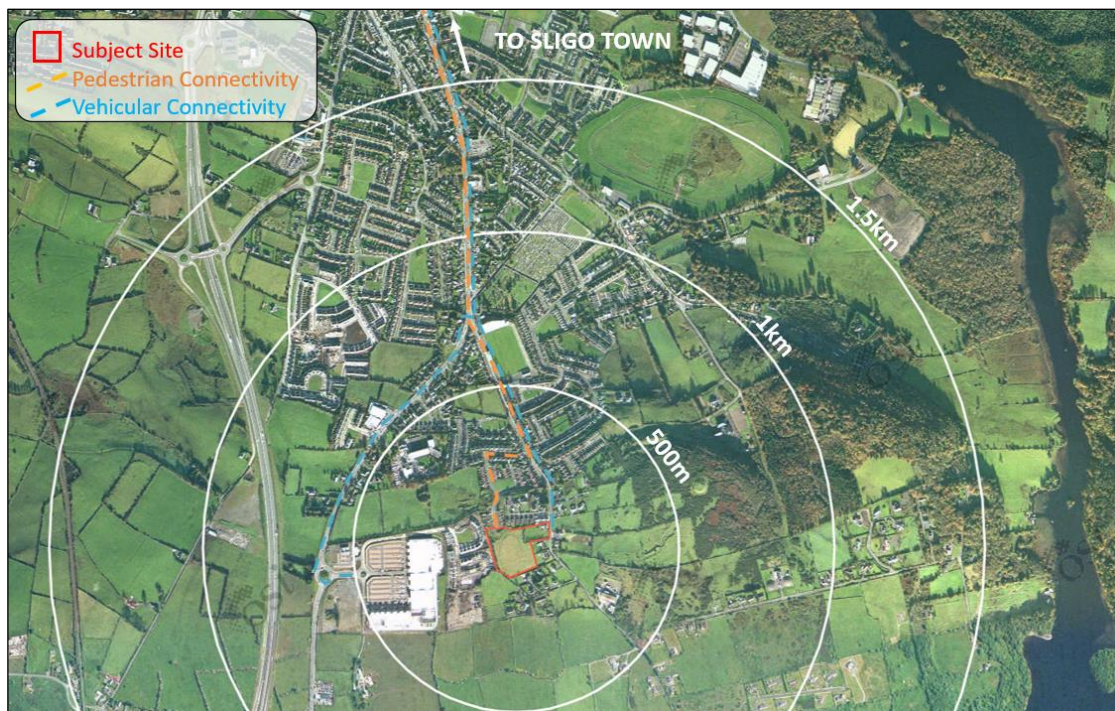 Subject Site
Pedestrian Connectivity
Vehicular Connectivity
TO SLIGO TOWN
1.5km
1km
500m